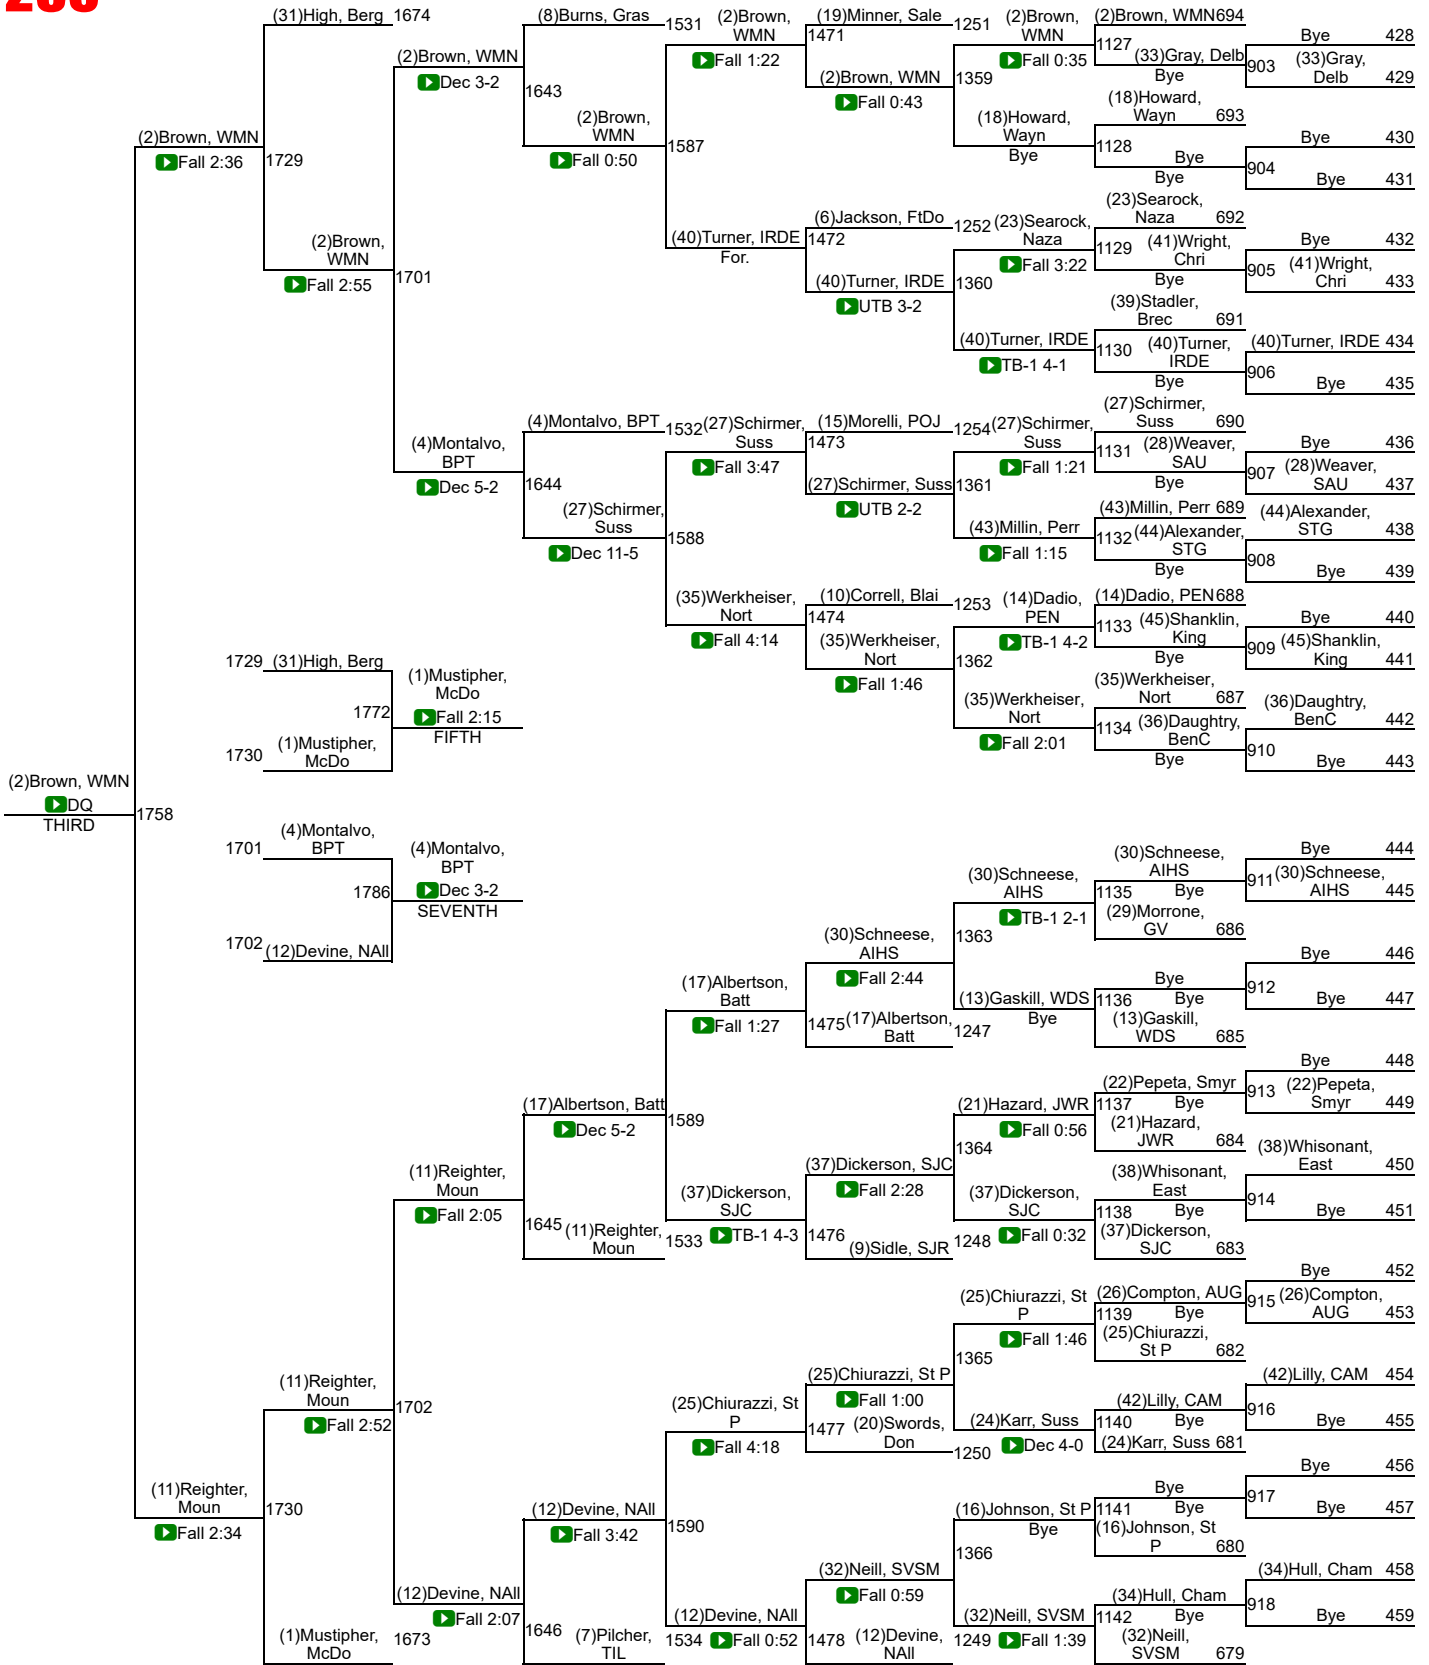 (31)High, Berg 1674
(8)Burns, Gras 1531
(2)Brown,
WMN
Fall 1:22
(19)Minner, Sale 1251
1471
(2)Brown,
WMN
Fall 0:35
(2)Brown, WMN 694
1127
(33)Gray, Delb
Bye
Bye 428
903
(33)Gray,
Delb 429
(2)Brown, WMN
Dec 3-2
1643
(2)Brown, WMN
Fall 0:43
1359
(18)Howard,
Wayn 693
(18)Howard,
Wayn
Bye
1128
Bye
Bye
Bye 430
904
Bye 431
(2)Brown, WMN
Fall 2:36
1729
(2)Brown,
WMN
Fall 0:50
1587
(2)Brown,
WMN
Fall 2:55
1701
(40)Turner, IRDE
For.
(6)Jackson, FtDo 1252
1472
(40)Turner, IRDE
UTB 3-2
(23)Searock,
Naza
Fall 3:22
1360
(23)Searock,
Naza 692
1129
(41)Wright,
Chri
Bye
Bye 432
905
(41)Wright,
Chri 433
(40)Turner, IRDE
TB-1 4-1
(39)Stadler,
Brec 691
1130
(40)Turner,
IRDE
Bye
(40)Turner, IRDE 434
906
Bye 435
(4)Montalvo,
BPT
Dec 5-2
(4)Montalvo, BPT 1532
1644
(27)Schirmer,
Suss
Fall 3:47
(15)Morelli, POJ 1254
1473
(27)Schirmer, Suss
UTB 2-2
(27)Schirmer,
Suss
Fall 1:21
1361
(27)Schirmer,
Suss 690
1131
(28)Weaver,
SAU
Bye
Bye 436
907
(28)Weaver,
SAU 437
(27)Schirmer,
Suss
Dec 11-5
1588
(43)Millin, Perr
Fall 1:15
(43)Millin, Perr 689
1132
(44)Alexander,
STG
Bye
(44)Alexander,
STG 438
908
Bye 439
(35)Werkheiser,
Nort
Fall 4:14
(10)Correll, Blai 1253
1474
(35)Werkheiser,
Nort
Fall 1:46
(14)Dadio,
PEN
TB-1 4-2
1362
(14)Dadio, PEN 688
1133
(45)Shanklin,
King
Bye
Bye 440
909
(45)Shanklin,
King 441
(35)Werkheiser,
Nort
Fall 2:01
(35)Werkheiser,
Nort 687
1134
(36)Daughtry,
BenC
Bye
(36)Daughtry,
BenC 442
910
Bye 443
1729 (31)High, Berg
1772
1730 (1)Mustipher,
McDo
(1)Mustipher,
McDo
Fall 2:15
FIFTH
(2)Brown, WMN
DQ
THIRD
1758
1701 (4)Montalvo,
BPT
1786
1702 (12)Devine, NAll
(4)Montalvo,
BPT
Dec 3-2
SEVENTH
(17)Albertson,
Batt
Fall 1:27
(30)Schneese,
AIHS
Fall 2:44
1475
(17)Albertson,
Batt 1247
(30)Schneese,
AIHS
TB-1 2-1
1363
(30)Schneese,
AIHS
1135
Bye
(29)Morrone,
GV 686
Bye 444
911
(30)Schneese,
AIHS 445
(13)Gaskill, WDS
Bye
Bye
1136
Bye
(13)Gaskill,
WDS 685
Bye 446
912
Bye 447
(17)Albertson, Batt
Dec 5-2
1589
(21)Hazard, JWR
Fall 0:56
1364
(22)Pepeta, Smyr
1137
Bye
(21)Hazard,
JWR 684
Bye 448
913
(22)Pepeta,
Smyr 449
(11)Reighter,
Moun
Fall 2:05
1645
(11)Reighter,
Moun 1533
(37)Dickerson,
SJC
TB-1 4-3
(37)Dickerson, SJC
Fall 2:28
1476
(9)Sidle, SJR 1248
(37)Dickerson,
SJC
Fall 0:32
(38)Whisonant,
East
1138
Bye
(37)Dickerson,
SJC 683
(38)Whisonant,
East 450
914
Bye 451
(25)Chiurazzi, St
P
Fall 1:46
1365
(26)Compton, AUG
1139
Bye
(25)Chiurazzi,
St P 682
Bye 452
915
(26)Compton,
AUG 453
(11)Reighter,
Moun
Fall 2:52
1702
(25)Chiurazzi, St
P
Fall 4:18
(25)Chiurazzi, St P
Fall 1:00
1477
(20)Swords,
Don 1250
(24)Karr, Suss
Dec 4-0
(42)Lilly, CAM
1140
Bye
(24)Karr, Suss 681
(42)Lilly, CAM 454
916
Bye 455
(11)Reighter,
Moun
Fall 2:34
1730
(12)Devine, NAll
Fall 3:42
1590
(16)Johnson, St P
Bye
1366
Bye
1141
Bye
(16)Johnson, St
P 680
Bye 456
917
Bye 457
(12)Devine, NAll
Fall 2:07
1646
(7)Pilcher,
TIL 1534
(12)Devine, NAll
Fall 0:52
(32)Neill, SVSM
Fall 0:59
1478
(12)Devine,
NAll 1249
(32)Neill, SVSM
Fall 1:39
(34)Hull, Cham
1142
Bye
(32)Neill,
SVSM 679
(34)Hull, Cham 458
918
Bye 459
(1)Mustipher,
McDo 1673